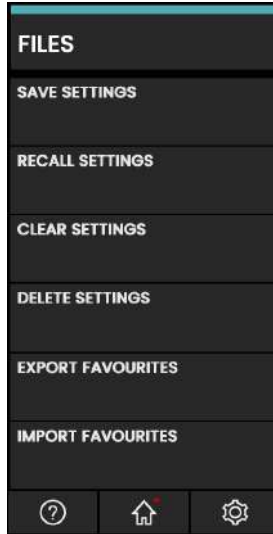 FILES
SAVE SETTINGS
RECALL SETTINGS
CLEAR SETTINGS
DELETE SETTINGS
EXPORT FAVOURITES
IMPORT FAVOURITES
?